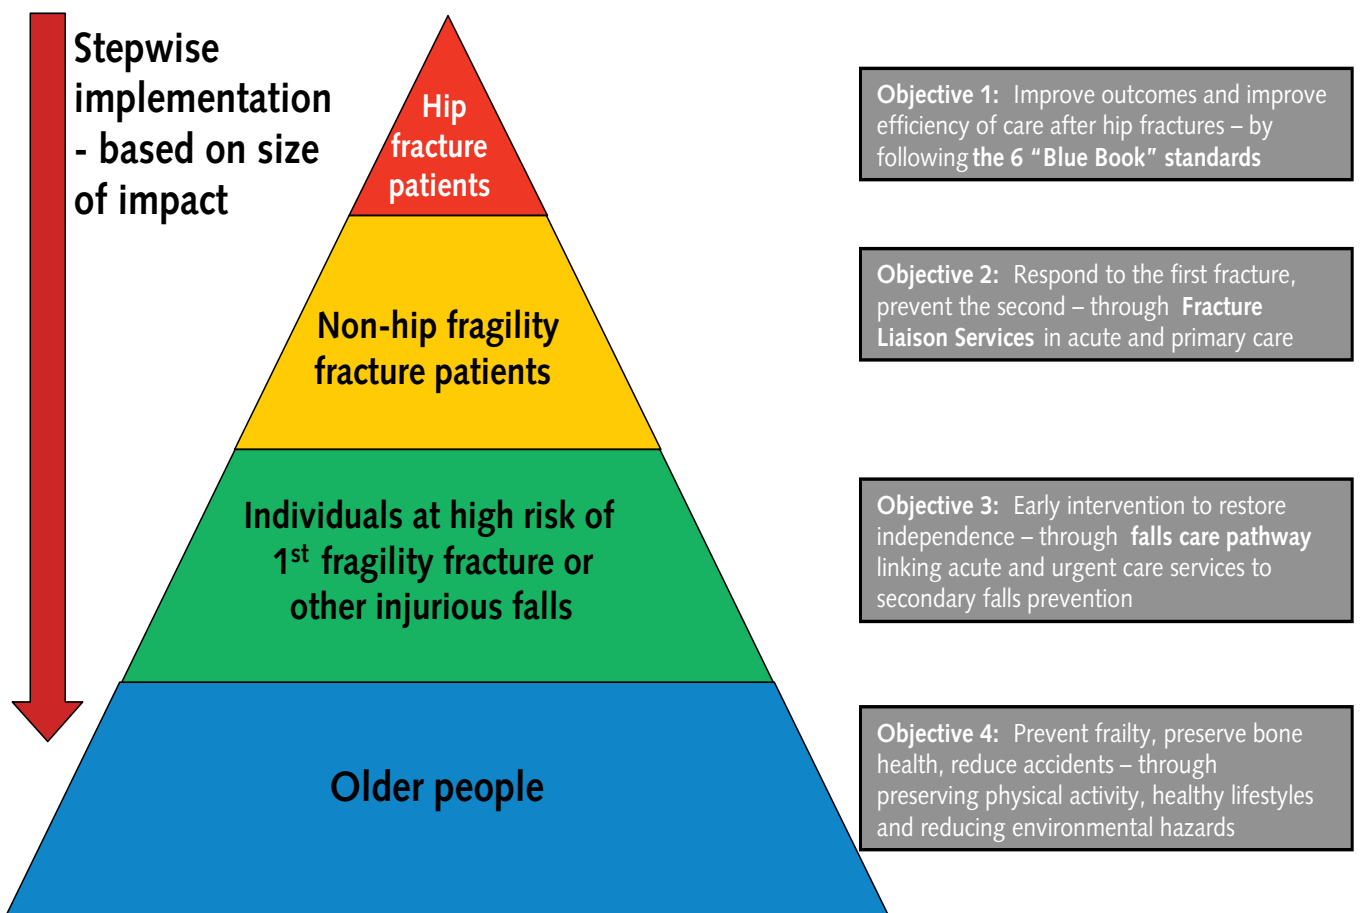 Stepwise
implementation
- based on size
of impact
Hip
fracture
patients
Non-hip fragility
fracture patients
Individuals at high risk of
1st fragility fracture or
other injurious falls
Older people
Objective 1: Improve outcomes and improve
efficiency of care after hip fractures – by
following the 6 “Blue Book” standards
Objective 2: Respond to the first fracture,
prevent the second – through Fracture
Liaison Services in acute and primary care
Objective 3: Early intervention to restore
independence – through falls care pathway
linking acute and urgent care services to
secondary falls prevention
Objective 4: Prevent frailty, preserve bone
health, reduce accidents – through
preserving physical activity, healthy lifestyles
and reducing environmental hazards